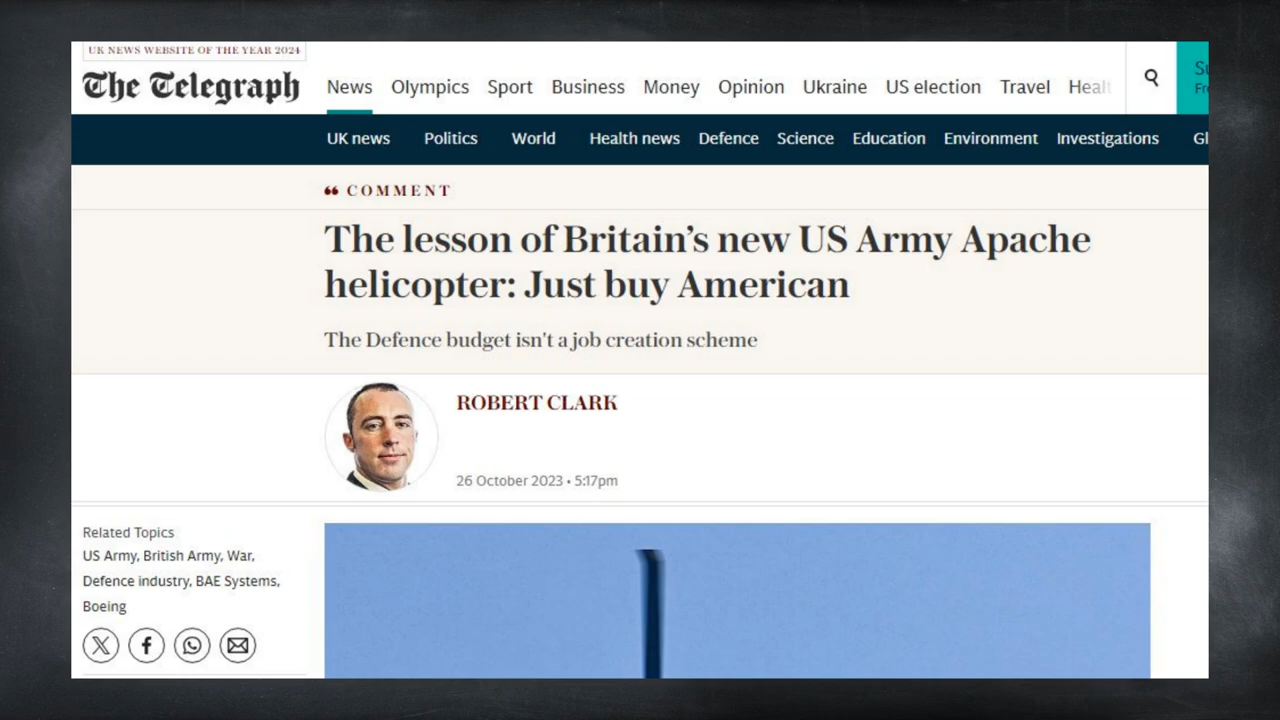 UK NEWS WEBSITE OF THE YEAR 2024
The Telegraph
News Olympics Sport Business Money Opinion Ukraine US election Travel Healt
UK news Politics World Health news Defence Science Education Environment Investigations
“ COMMENT
The lesson of Britain’s new US Army Apache
helicopter: Just buy American
The Defence budget isn't a job creation scheme
ROBERT CLARK
26 October 2023 • 5:17pm
Related Topics
US Army, British Army, War,
Defence industry, BAE Systems,
Boeing